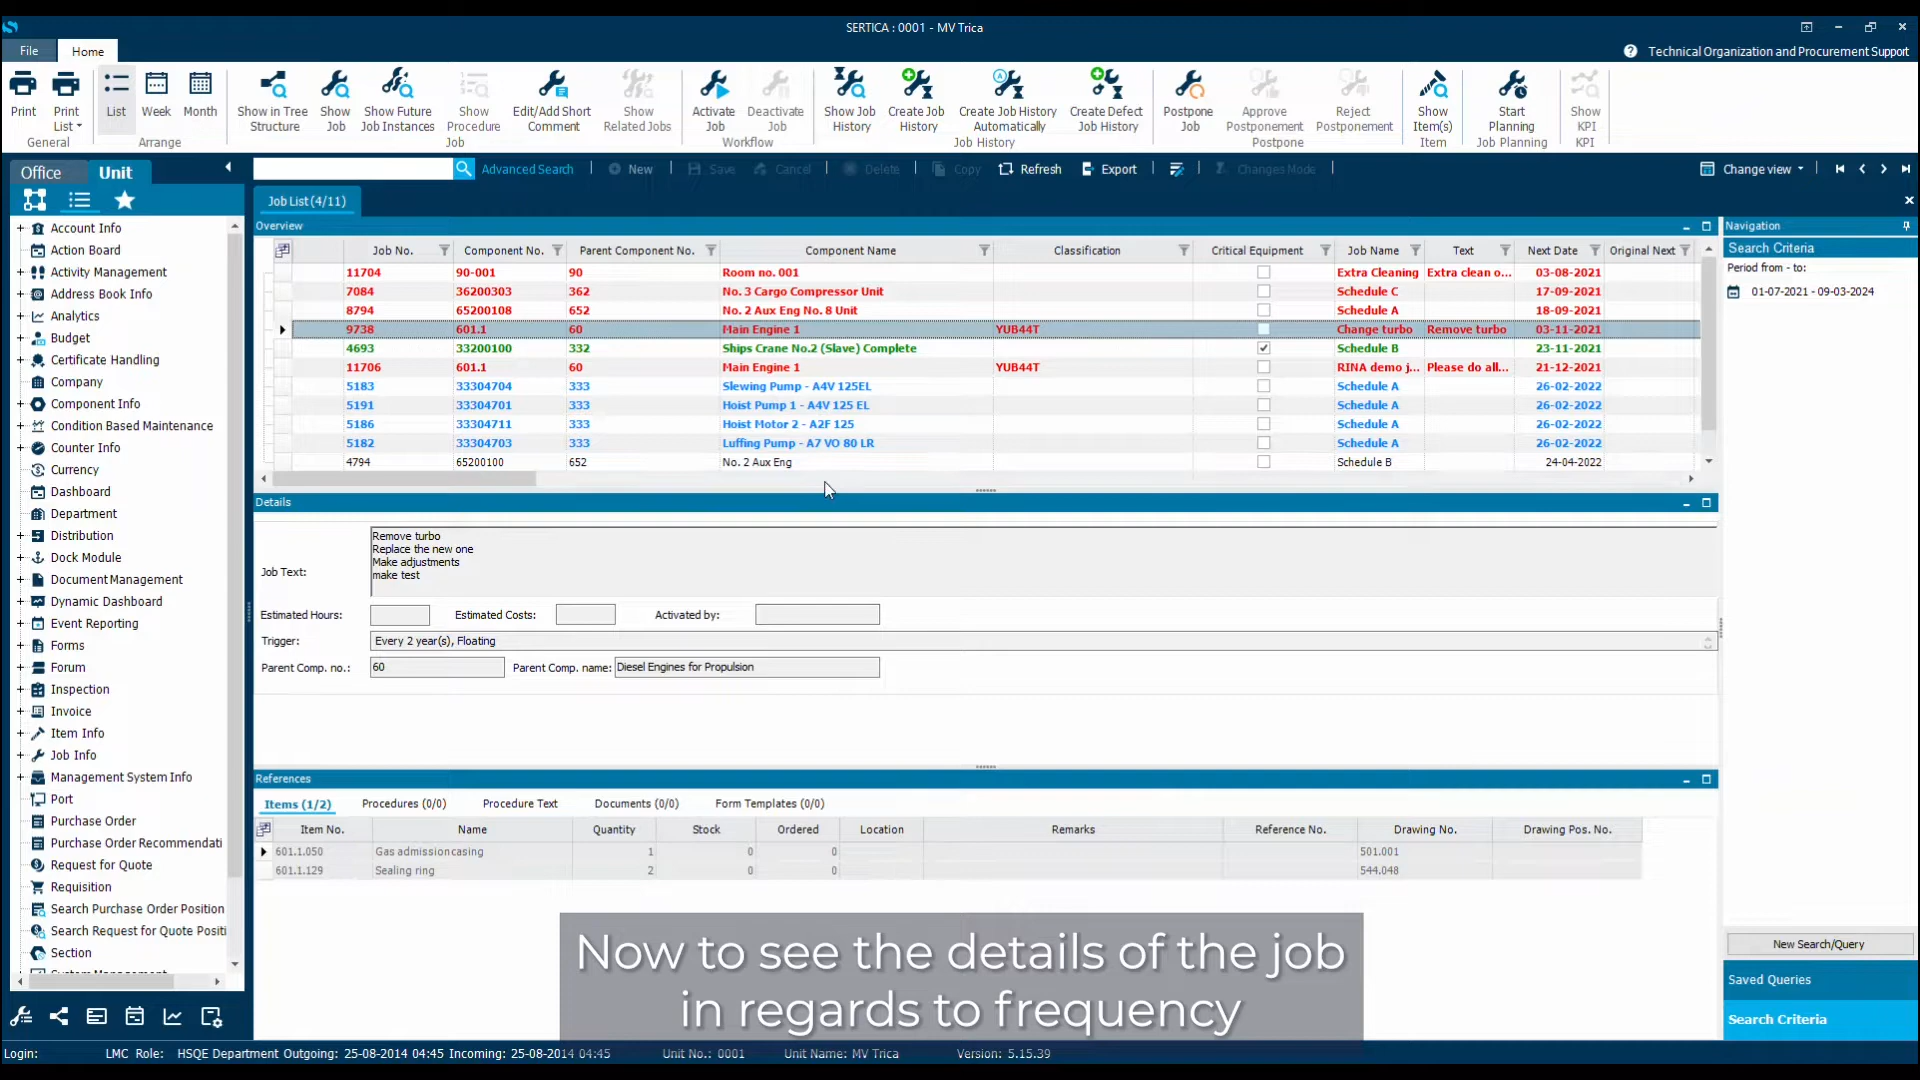 SERTICA : 0001 - MV Trica
File
Home
Technical Organization and Procurement Support
Print
Print List
General
List
Week
Month
Arrange
Show in Tree Structure
Show Job
Show Future Job Instances
Show Procedure
Edit/Add Short Comment
Show Related Jobs
Job
Activate Job
Deactivate Job
Workflow
Show Job History
Create Job History
Create Job History Automatically
Create Defect Job History
Job History
Postpone Job
Approve Postponement
Reject Postponement
Postpone
Show Item(s)
Item
Start Planning
Job Planning
Show KPI
KPI
Office
Unit
Advanced Search
New
Save
Cancel
Delete
Copy
Refresh
Export
Changes Mode
Change view
Account Info
Action Board
Activity Management
Address Book Info
Analytics
Budget
Certificate Handling
Company
Component Info
Condition Based Maintenance
Counter Info
Currency
Dashboard
Department
Distribution
Dock Module
Document Management
Dynamic Dashboard
Event Reporting
Forms
Forum
Inspection
Invoice
Item Info
Job Info
Management System Info
Port
Purchase Order
Purchase Order Recommendati
Request for Quote
Requisition
Search Purchase Order Position
Search Request for Quote Positi
Section
Job List (4/11)
Overview
Job No. Component No. Parent Component No. Component Name Classification Critical Equipment Job Name Text Next Date Original Next
11704 90-001 90 Room no. 001 Extra Cleaning Extra clean o... 03-08-2021
7084 36200303 362 No. 3 Cargo Compressor Unit Schedule C 17-09-2021
8794 65200108 652 No. 2 Aux Eng No. 8 Unit Schedule A 18-09-2021
9738 601.1 60 Main Engine 1 YUB44T Change turbo Remove turbo 03-11-2021
4693 33200100 332 Ships Crane No.2 (Slave) Complete Schedule B 23-11-2021
11706 601.1 60 Main Engine 1 YUB44T RINA demo j... Please do all... 21-12-2021
5183 33304704 333 Slewing Pump - A4V 125EL Schedule A 26-02-2022
5191 33304701 333 Hoist Pump 1 - A4V 125 EL Schedule A 26-02-2022
5186 33304711 333 Hoist Motor 2 - A2F 125 Schedule A 26-02-2022
5182 33304703 333 Luffing Pump - A7 VO 80 LR Schedule A 26-02-2022
4794 65200100 652 No. 2 Aux Eng Schedule B 24-04-2022
Details
Job Text:
Remove turbo
Replace the new one
Make adjustments
make test
Estimated Hours: Estimated Costs: Activated by:
Trigger: Every 2 year(s), Floating
Parent Comp. no.: 60 Parent Comp. name: Diesel Engines for Propulsion
References
Items (1/2) Procedures (0/0) Procedure Text Documents (0/0) Form Templates (0/0)
Item No. Name Quantity Stock Ordered Location Remarks Reference No. Drawing No. Drawing Pos. No.
601.1.050 Gas admission casing 1 0 0 501.001
601.1.129 Sealing ring 2 0 0 544.048
Navigation
Search Criteria
Period from - to:
01-07-2021 - 09-03-2024
New Search/Query
Saved Queries
Search Criteria
Now to see the details of the job
in regards to frequency
Login: LMC Role: HSQE Department Outgoing: 25-08-2014 04:45 Incoming: 25-08-2014 04:45 Unit No.: 0001 Unit Name: MV Trica Version: 5.15.39